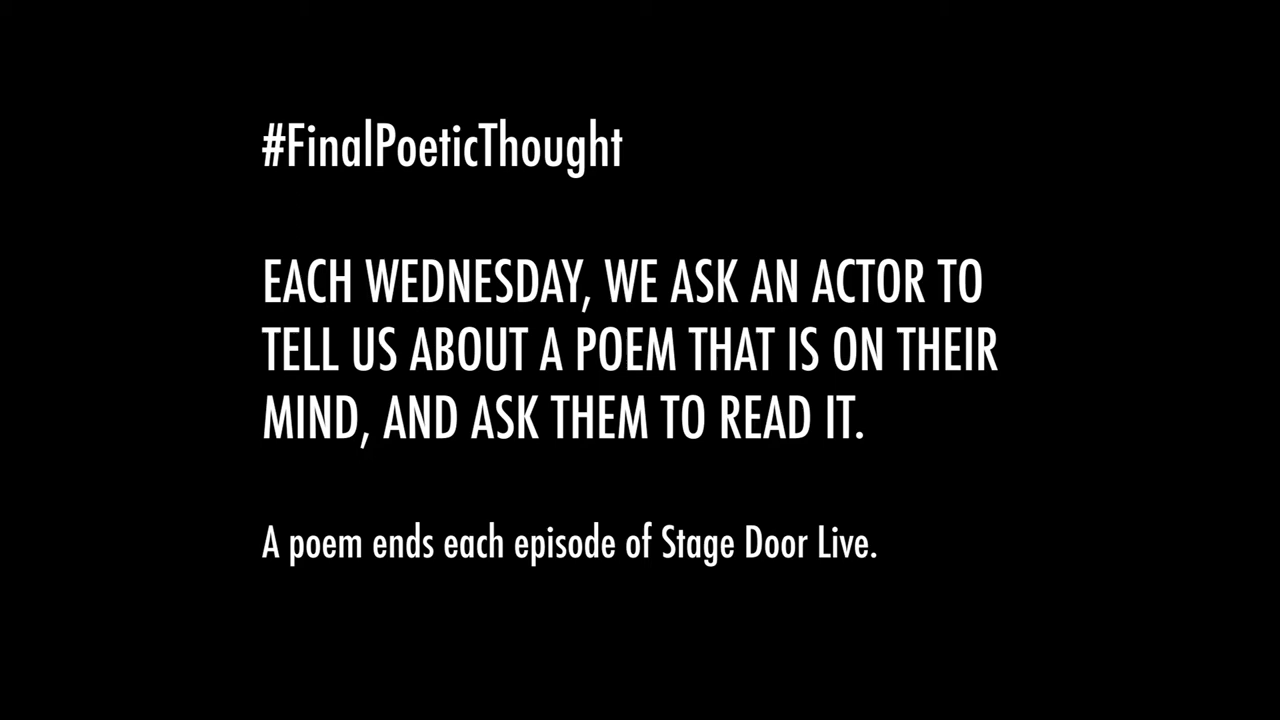 #FinalPoeticThought
EACH WEDNESDAY, WE ASK AN ACTOR TO
TELL US ABOUT A POEM THAT IS ON THEIR
MIND, AND ASK THEM TO READ IT.
A poem ends each episode of Stage Door Live.